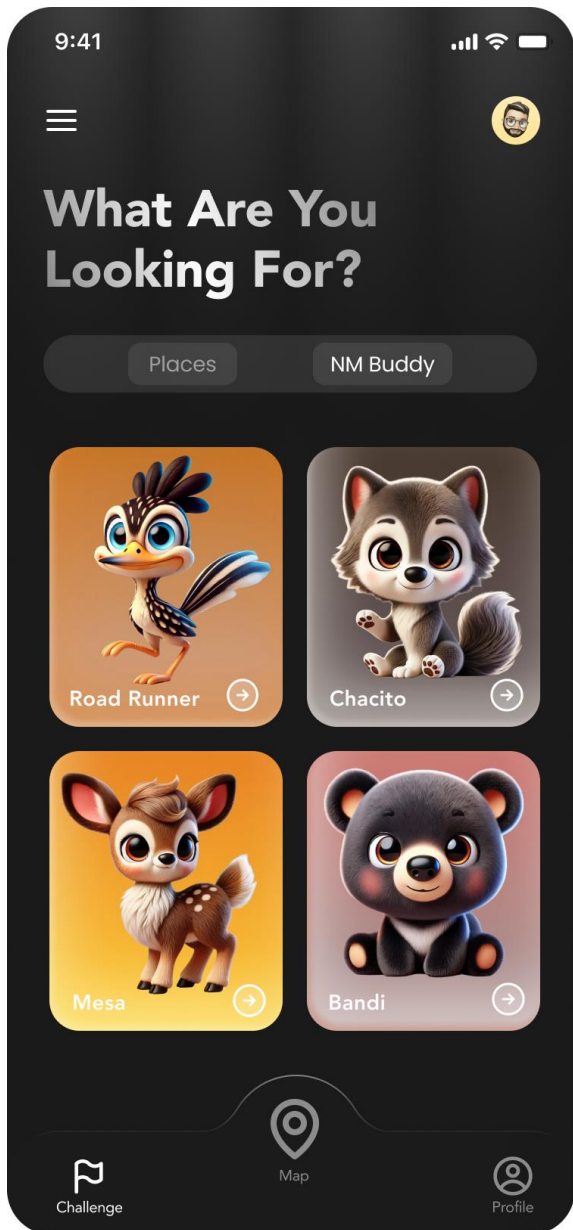 9:41
What Are You
Looking For?
Places
NM Buddy
Road Runner
Chacito
Mesa
Bandi
Map
Challenge
Profile